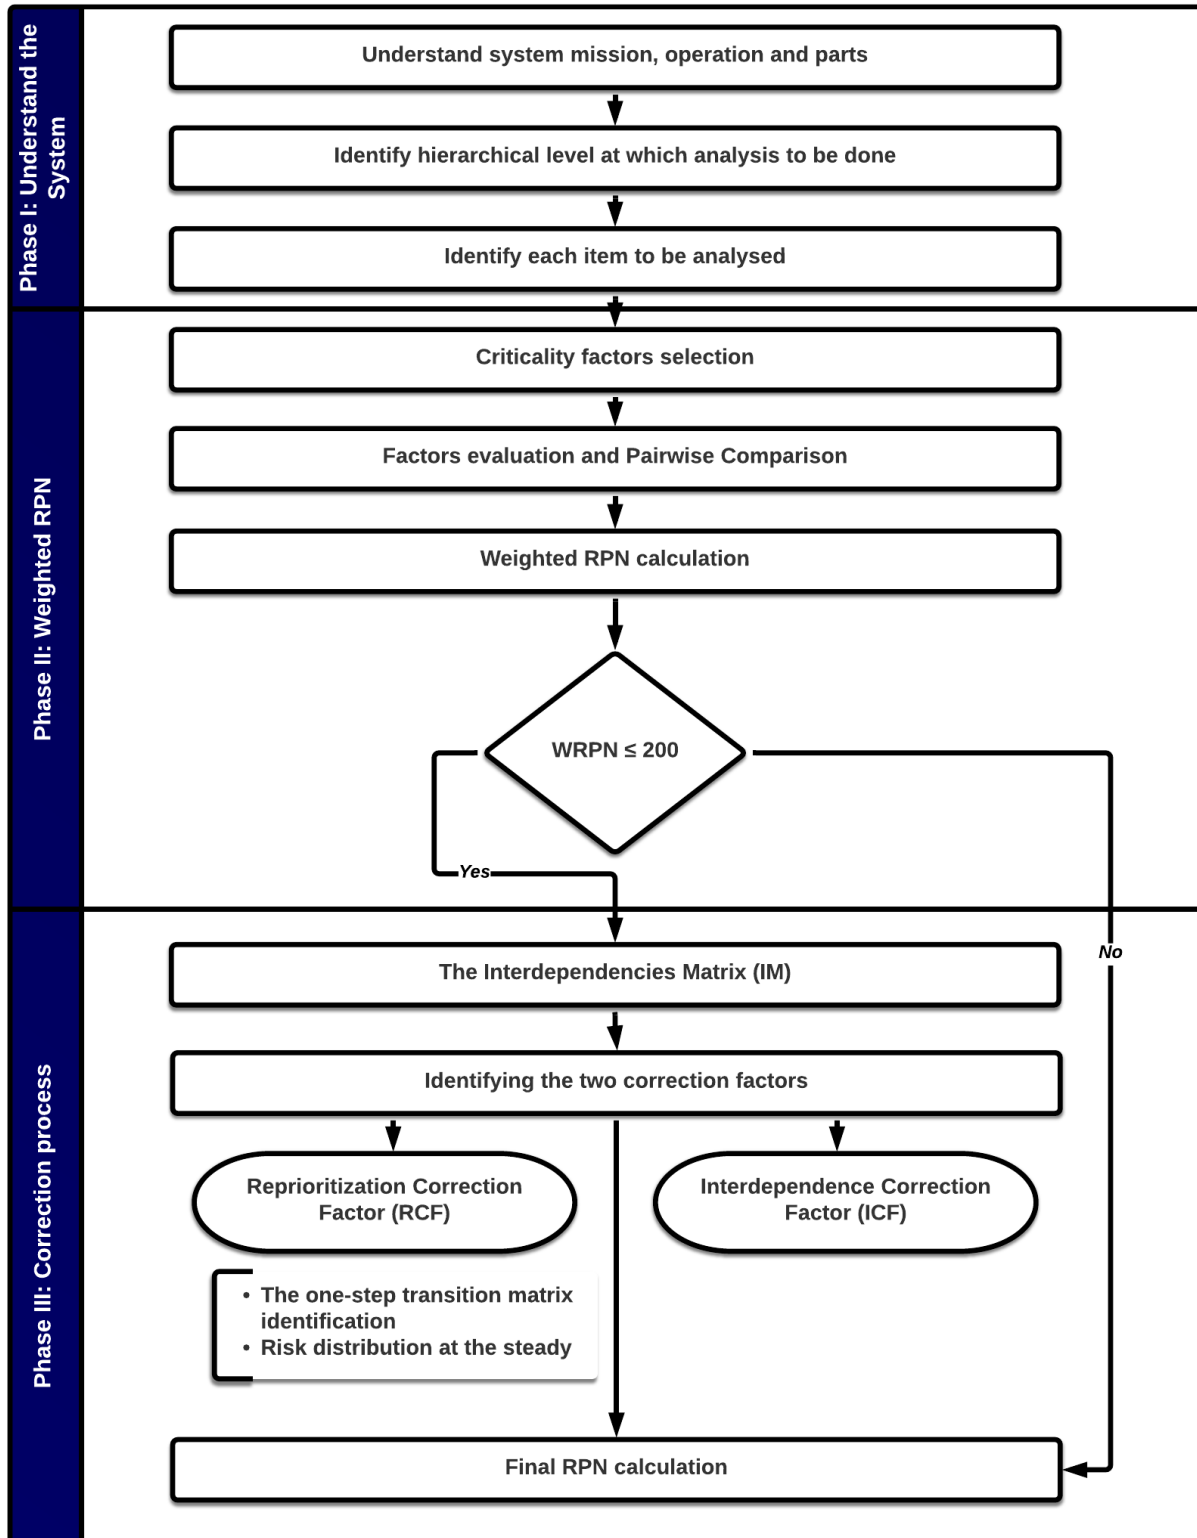 Phase I: Understand the
System
Understand system mission, operation and parts
Identify hierarchical level at which analysis to be done
Identify each item to be analysed
Phase II: Weighted RPN
Criticality factors selection
Factors evaluation and Pairwise Comparison
Weighted RPN calculation
WRPN ≤ 200
Yes
No
Phase III: Correction process
The Interdependencies Matrix (IM)
Identifying the two correction factors
Reprioritization Correction
Factor (RCF)
Interdependence Correction
Factor (ICF)
• The one-step transition matrix
identification
• Risk distribution at the steady
Final RPN calculation